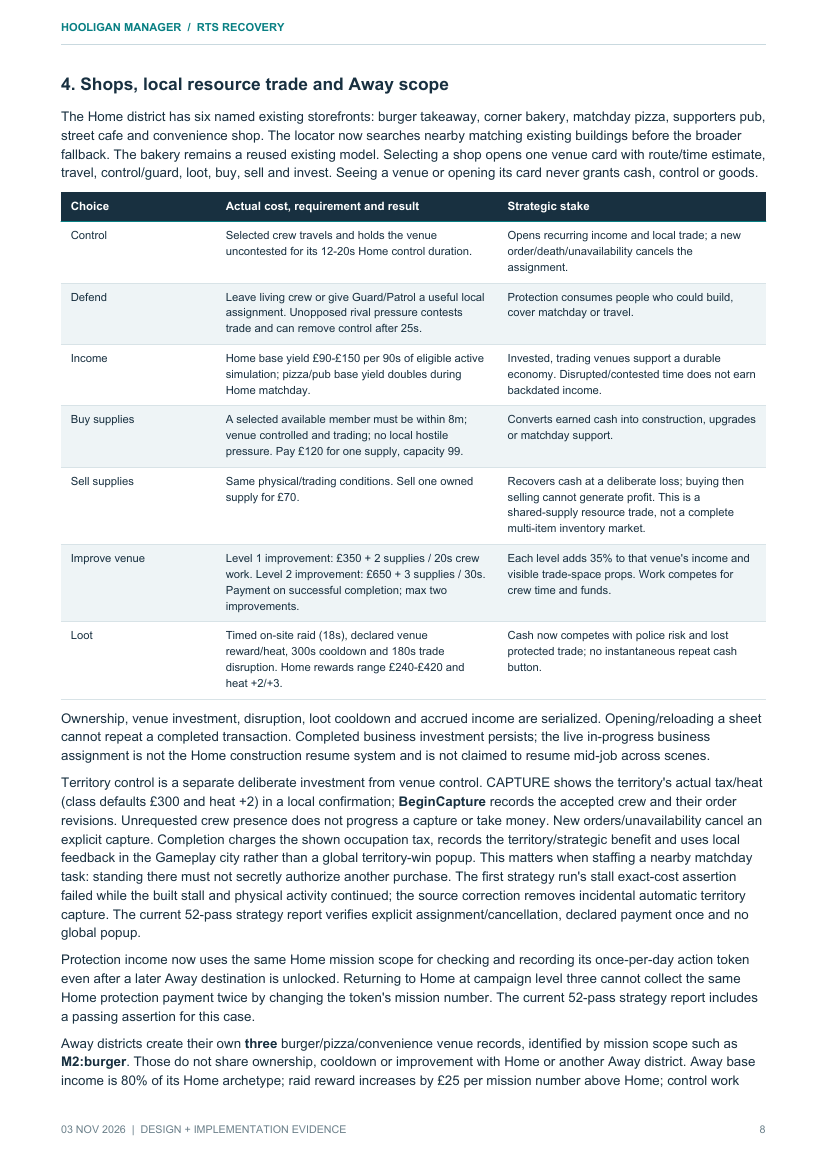 HOOLIGAN MANAGER / RTS RECOVERY
4. Shops, local resource trade and Away scope
The Home district has six named existing storefronts: burger takeaway, corner bakery, matchday pizza, supporters pub,
street cafe and convenience shop. The locator now searches nearby matching existing buildings before the broader
fallback. The bakery remains a reused existing model. Selecting a shop opens one venue card with route/time estimate,
travel, control/guard, loot, buy, sell and invest. Seeing a venue or opening its card never grants cash, control or goods.
Choice
Actual cost, requirement and result
Strategic stake
Control
Selected crew travels and holds the venue
uncontested for its 12-20s Home control duration.
Opens recurring income and local trade; a new
order/death/unavailability cancels the
assignment.
Defend
Leave living crew or give Guard/Patrol a useful local
assignment. Unopposed rival pressure contests
trade and can remove control after 25s.
Protection consumes people who could build,
cover matchday or travel.
Income
Home base yield £90-£150 per 90s of eligible active
simulation; pizza/pub base yield doubles during
Home matchday.
Invested, trading venues support a durable
economy. Disrupted/contested time does not earn
backdated income.
Buy supplies
A selected available member must be within 8m;
venue controlled and trading; no local hostile
pressure. Pay £120 for one supply, capacity 99.
Converts earned cash into construction, upgrades
or matchday support.
Sell supplies
Same physical/trading conditions. Sell one owned
supply for £70.
Recovers cash at a deliberate loss; buying then
selling cannot generate profit. This is a
shared-supply resource trade, not a complete
multi-item inventory market.
Improve venue
Level 1 improvement: £350 + 2 supplies / 20s crew
work. Level 2 improvement: £650 + 3 supplies / 30s.
Payment on successful completion; max two
improvements.
Each level adds 35% to that venue's income and
visible trade-space props. Work competes for
crew time and funds.
Loot
Timed on-site raid (18s), declared venue
reward/heat, 300s cooldown and 180s trade
disruption. Home rewards range £240-£420 and
heat +2/+3.
Cash now competes with police risk and lost
protected trade; no instantaneous repeat cash
button.
Ownership, venue investment, disruption, loot cooldown and accrued income are serialized. Opening/reloading a sheet
cannot repeat a completed transaction. Completed business investment persists; the live in-progress business
assignment is not the Home construction resume system and is not claimed to resume mid-job across scenes.
Territory control is a separate deliberate investment from venue control. CAPTURE shows the territory's actual tax/heat
(class defaults £300 and heat +2) in a local confirmation; BeginCapture records the accepted crew and their order
revisions. Unrequested crew presence does not progress a capture or take money. New orders/unavailability cancel an
explicit capture. Completion charges the shown occupation tax, records the territory/strategic benefit and uses local
feedback in the Gameplay city rather than a global territory-win popup. This matters when staffing a nearby matchday
task: standing there must not secretly authorize another purchase. The first strategy run's stall exact-cost assertion
failed while the built stall and physical activity continued; the source correction removes incidental automatic territory
capture. The current 52-pass strategy report verifies explicit assignment/cancellation, declared payment once and no
global popup.
Protection income now uses the same Home mission scope for checking and recording its once-per-day action token
even after a later Away destination is unlocked. Returning to Home at campaign level three cannot collect the same
Home protection payment twice by changing the token's mission number. The current 52-pass strategy report includes
a passing assertion for this case.
Away districts create their own three burger/pizza/convenience venue records, identified by mission scope such as
M2:burger. Those do not share ownership, cooldown or improvement with Home or another Away district. Away base
income is 80% of its Home archetype; raid reward increases by £25 per mission number above Home; control work
03 NOV 2026 | DESIGN + IMPLEMENTATION EVIDENCE
8